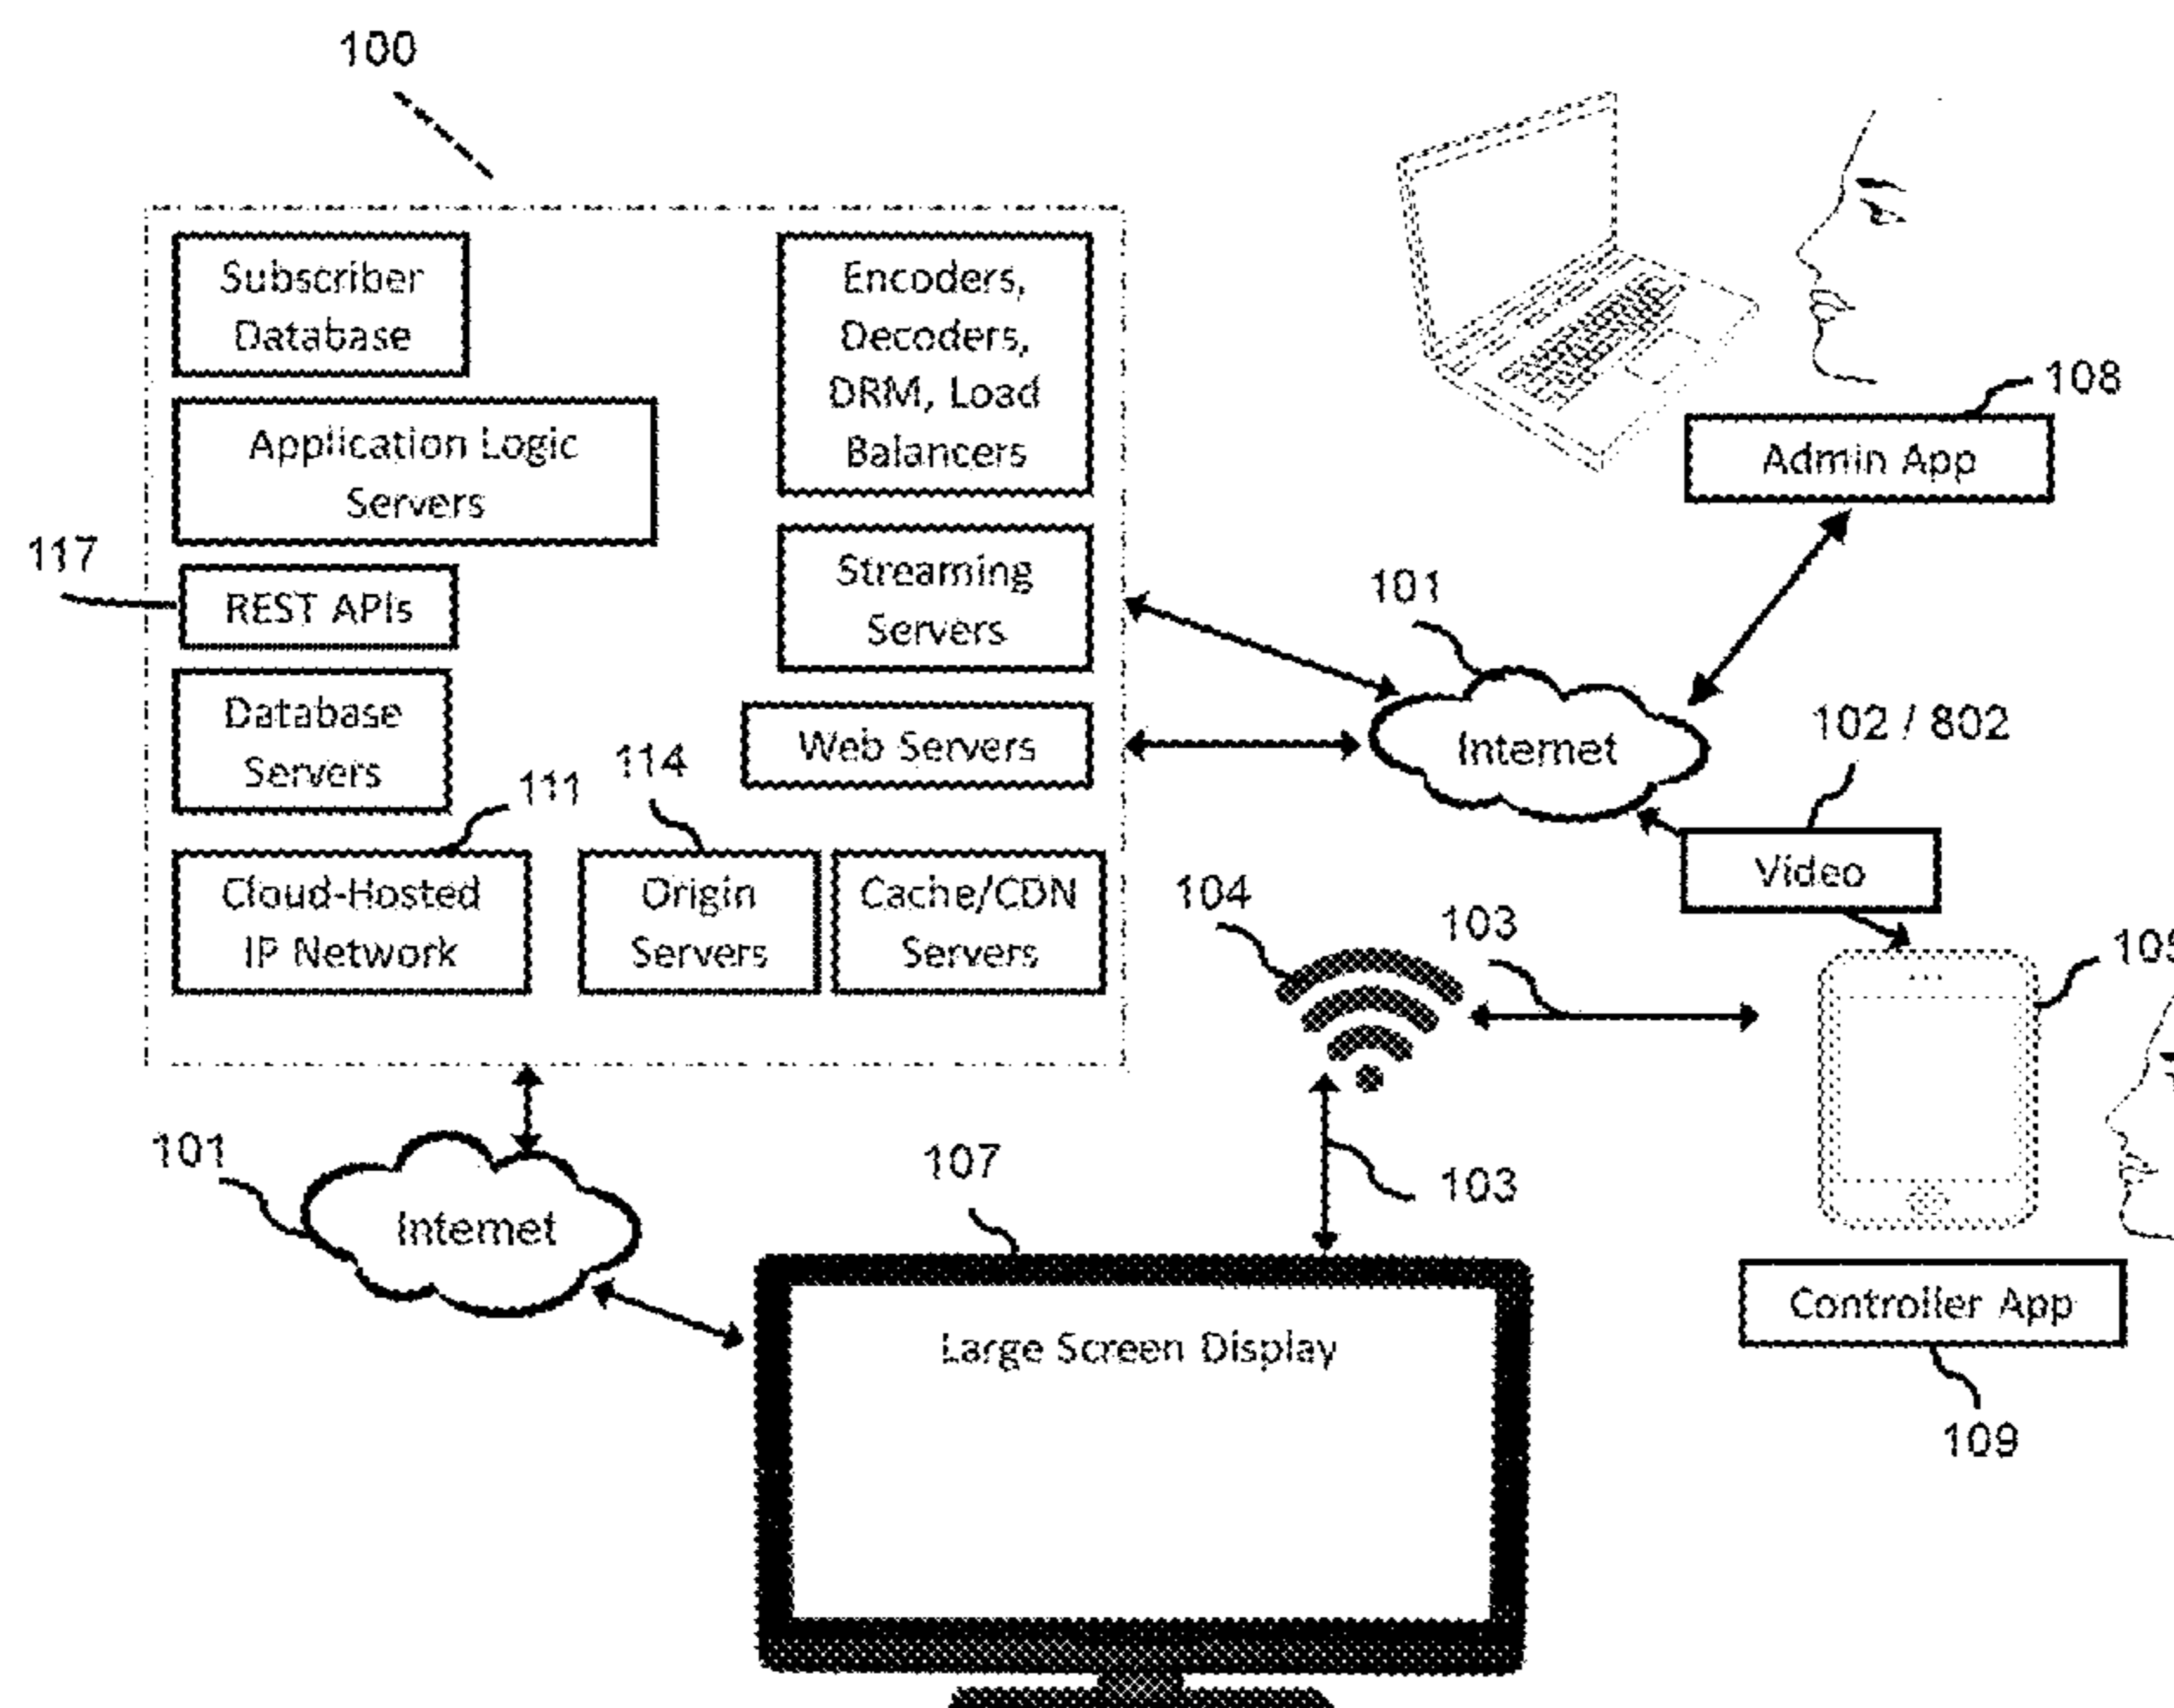 100
Subscriber
Database
Encoders,
Decoders,
DRM, Load
Balancers
108
Admin App
Application Logic
Servers
117
REST APIs
Streaming
Servers
101
Database
Servers
Web Servers
Internet
102 / 802
111
114
Video
Cloud-Hosted
IP Network
Origin
Servers
Cache/CDN
Servers
104
103
101
Internet
107
103
Controller App
Large Screen Display
109